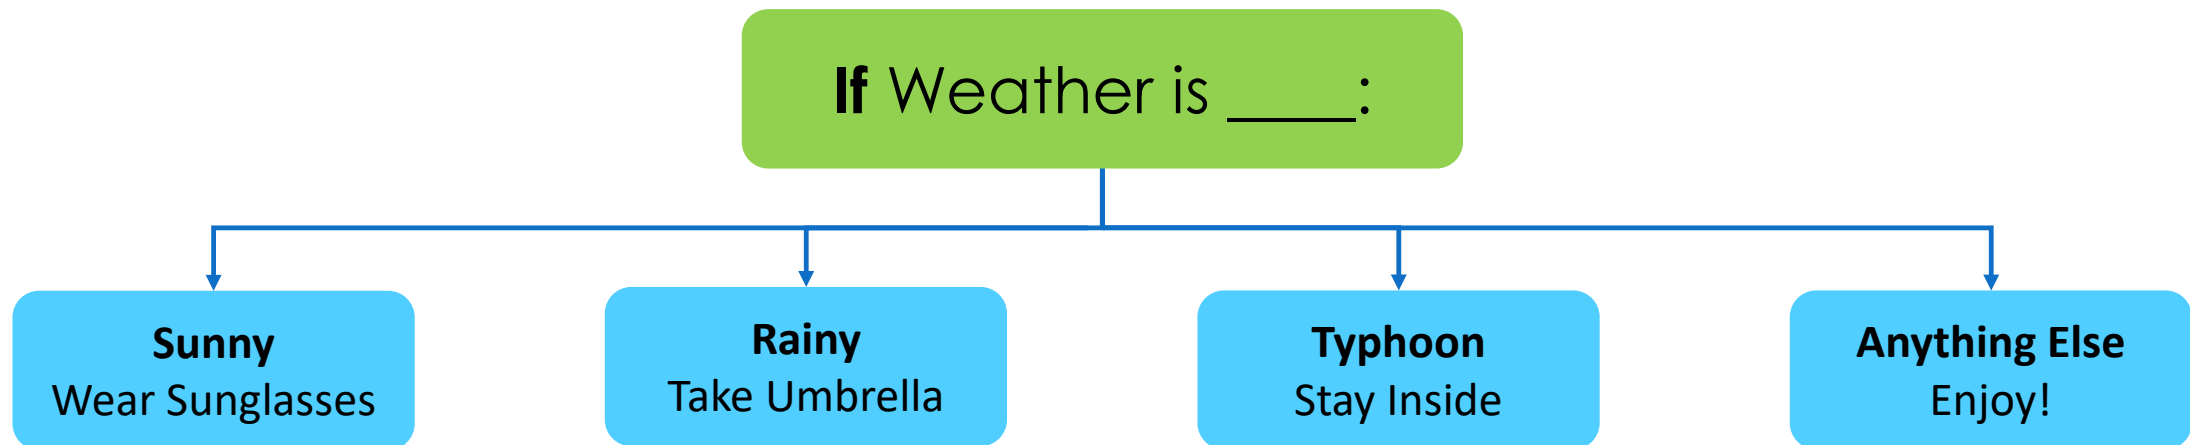 If Weather is ____:
Sunny
Wear Sunglasses
Rainy
Take Umbrella
Typhoon
Stay Inside
Anything Else
Enjoy!